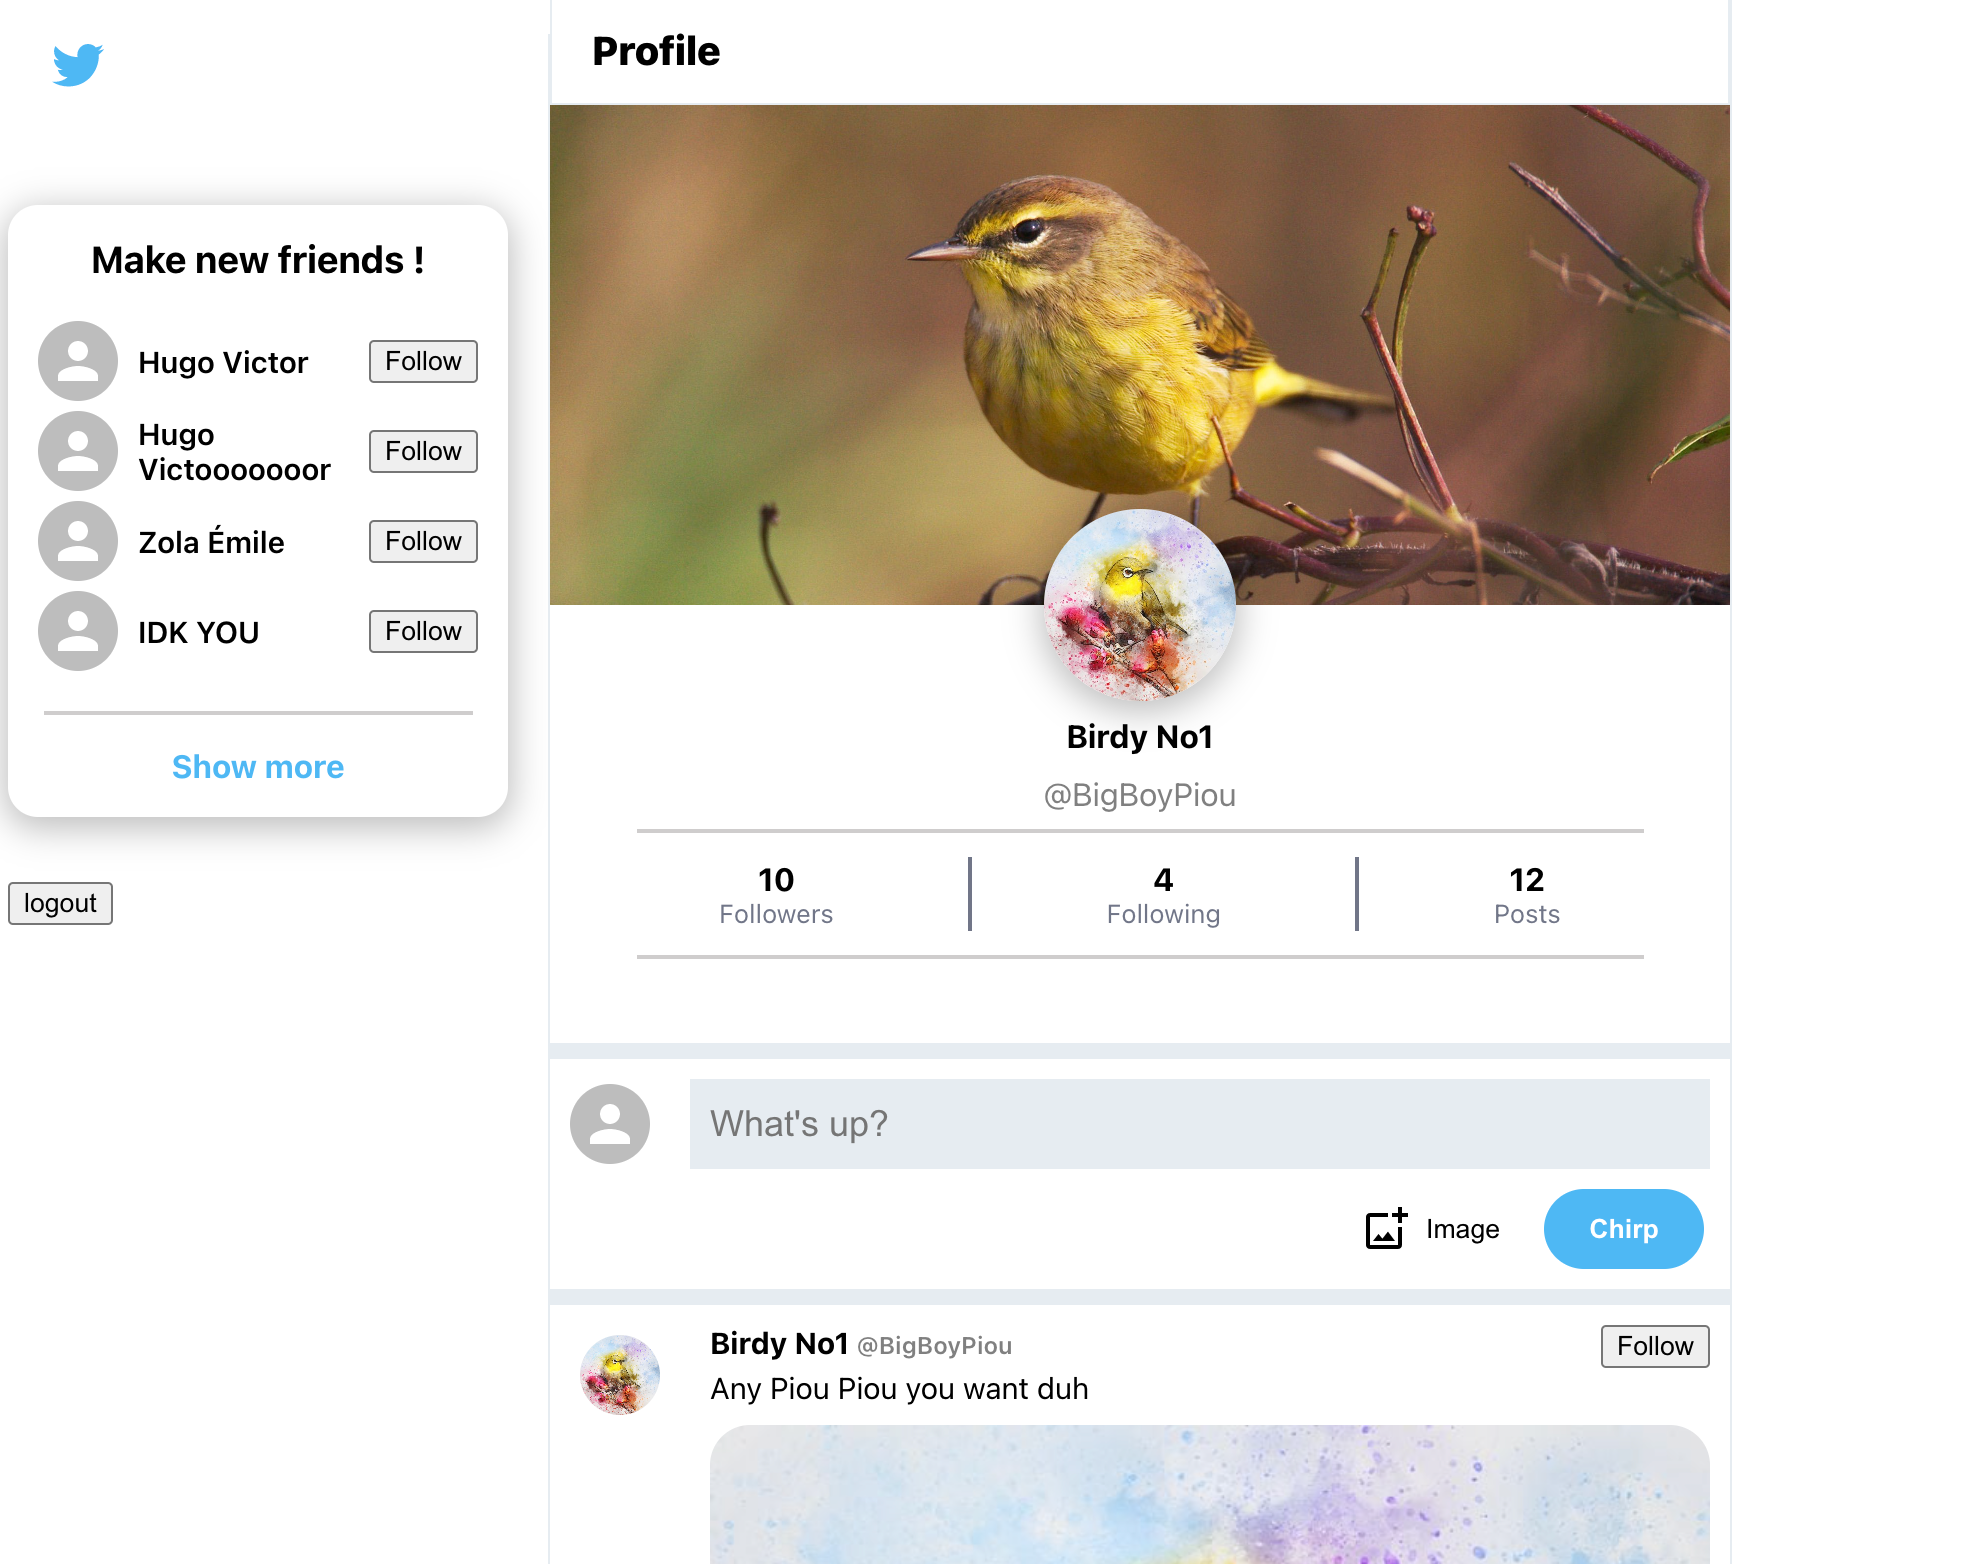 Profile
Make new friends !
Hugo Victor
Follow
Hugo
Victooooooor
Follow
Zola Émile
Follow
IDK YOU
Follow
Show more
logout
Birdy No1
@BigBoyPiou
10
Followers
4
Following
12
Posts
What's up?
Image
Chirp
Birdy No1 @BigBoyPiou
Follow
Any Piou Piou you want duh